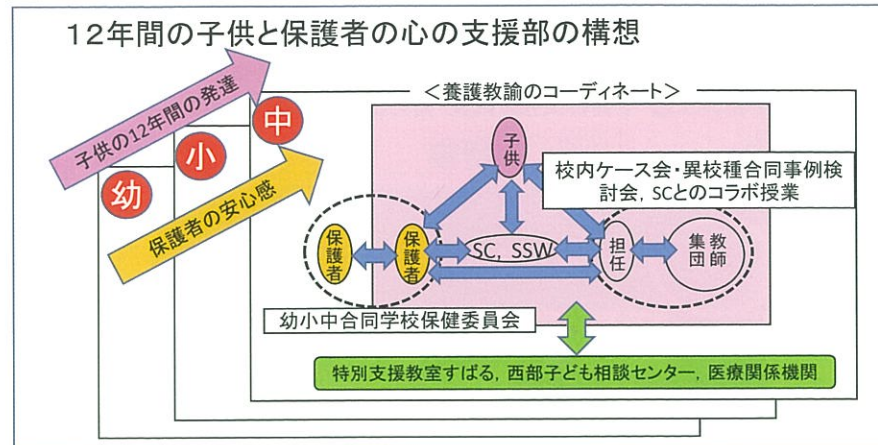 12年間の子供と保護者の心の支援部の構想
<養護教諭のコーディネート>
子供の12年間の発達
幼
小
中
保護者の安心感
子供
校内ケース会・異校種合同事例検
討会, SCとのコラボ授業
保護者
保護者
SC, SSW
担任
教師
集団
幼小中合同学校保健委員会
特別支援教室すばる, 西部子ども相談センター, 医療関係機関